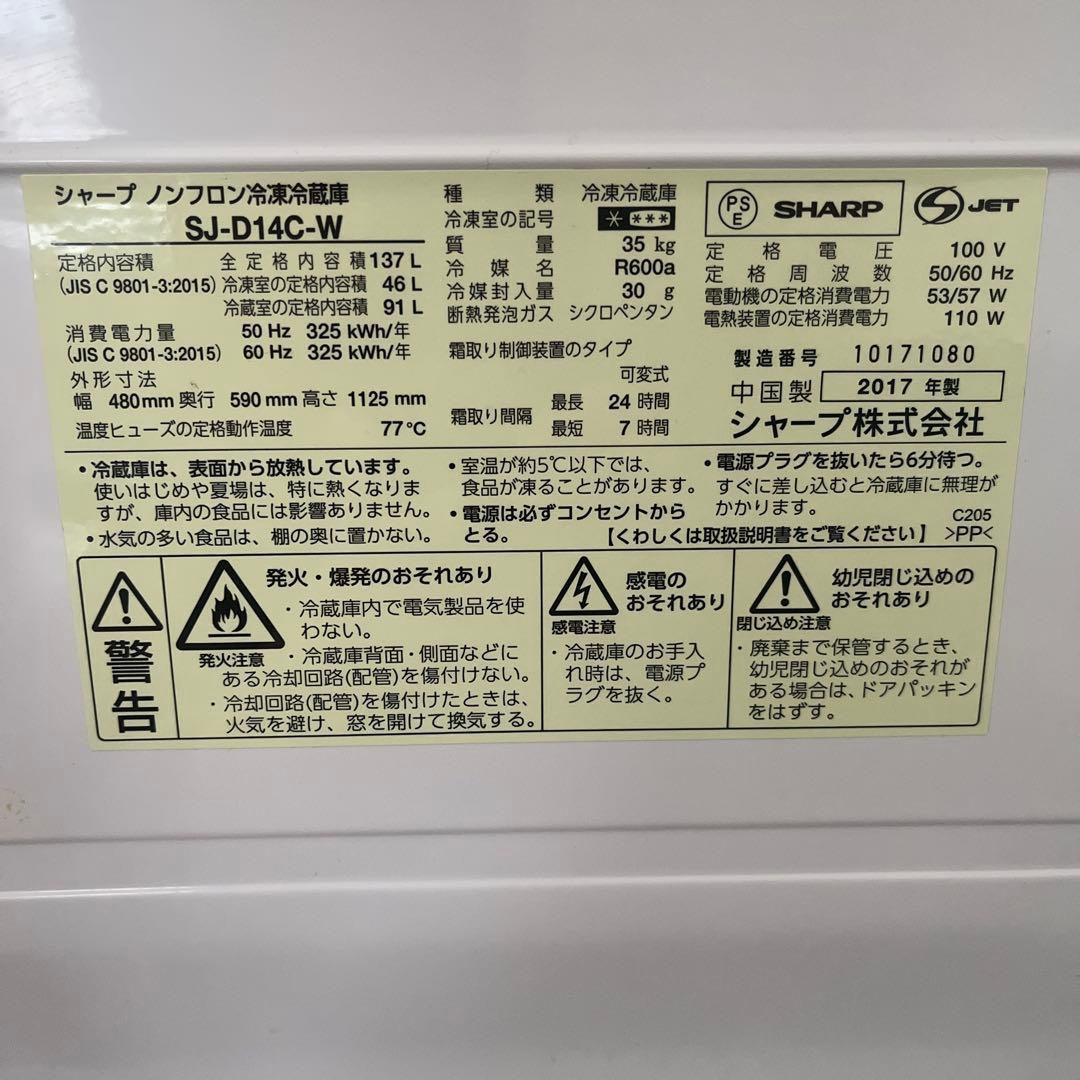 シャープ ノンフロン冷凍冷蔵庫
SJ-D14C-W
定格内容積 全定格内容積 137 L
(JIS C 9801-3:2015) 冷凍室の定格内容積 46 L
冷蔵室の定格内容積 91 L
消費電力量 50 Hz 325 kWh/年
(JIS C 9801-3:2015) 60 Hz 325 kWh/年
外形寸法
幅 480mm 奥行 590 mm 高さ 1125 mm
温度ヒューズの定格動作温度 77℃
種類 冷凍冷蔵庫
冷凍室の記号
質量 35 kg
冷媒名 R600a
冷媒封入量 30 g
断熱発泡ガス シクロペンタン
霜取り制御装置のタイプ
可変式
霜取り間隔 最長 24 時間
最短 7 時間
PS
E
SHARP
JET
定格電圧 100 V
定格周波数 50/60 Hz
電動機の定格消費電力 53/57 W
電熱装置の定格消費電力 110 W
製造番号 10171080
中国製 2017 年製
シャープ株式会社
・冷蔵庫は、表面から放熱しています。
使いはじめや夏場は、特に熱くなりま
すが、庫内の食品には影響ありません。
・水気の多い食品は、棚の奥に置かない。
・室温が約5℃以下では、
食品が凍ることがあります。
・電源は必ずコンセントから
とる。
・電源プラグを抜いたら6分待つ。
すぐに差し込むと冷蔵庫に無理が
かかります。
C205
【くわしくは取扱説明書をご覧ください】 >PP<
警告
発火注意
発火・爆発のおそれあり
・冷蔵庫内で電気製品を使
わない。
・冷蔵庫背面・側面などに
ある冷却回路(配管)を傷付けない。
・冷却回路(配管)を傷付けたときは、
火気を避け、窓を開けて換気する。
感電注意
感電の
おそれあり
・冷蔵庫のお手入
れ時は、電源プ
ラグを抜く。
閉じ込め注意
幼児閉じ込めの
おそれあり
・廃棄まで保管するとき、
幼児閉じ込めのおそれが
ある場合は、ドアパッキン
をはずす。